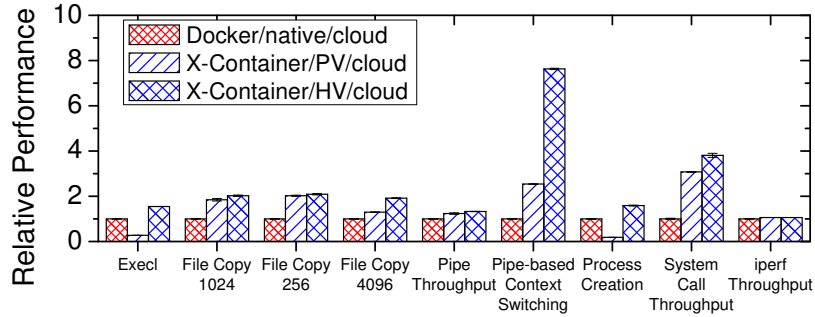 Relative Performance
10
8
6
4
2
0
Docker/native/cloud
X-Container/PV/cloud
X-Container/HV/cloud
Execl
File Copy
1024
File Copy
256
File Copy
4096
Pipe
Throughput
Pipe-based
Context
Switching
Process
Creation
System
Call
Throughput
iperf
Throughput